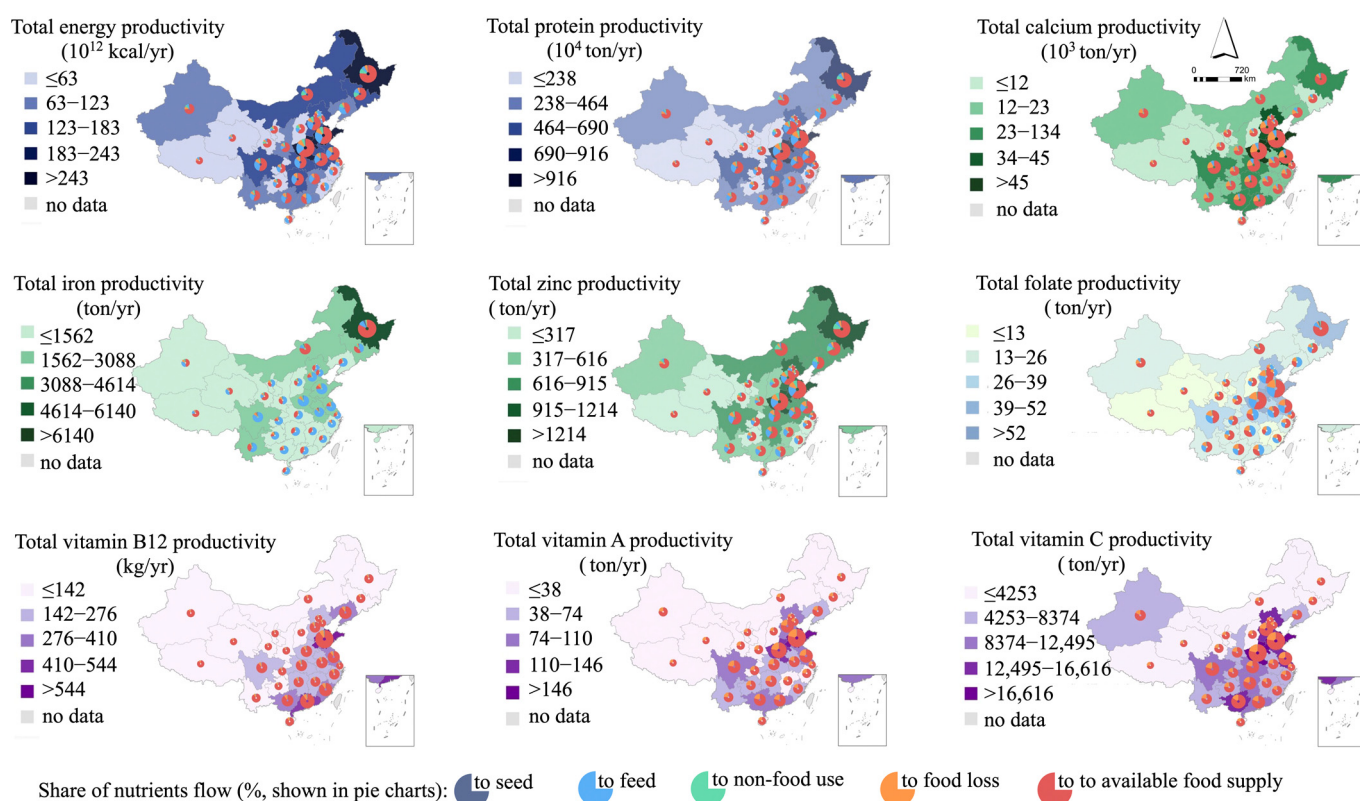 Total energy productivity
(10¹² kcal/yr)
≤63
63−123
123−183
183−243
>243
no data
Total protein productivity
(10⁴ ton/yr)
≤238
238−464
464−690
690−916
>916
no data
Total calcium productivity
(10³ ton/yr)
≤12
12−23
23−134
34−45
>45
no data
0 720
km
Total iron productivity
(ton/yr)
≤1562
1562−3088
3088−4614
4614−6140
>6140
no data
Total zinc productivity
( ton/yr)
≤317
317−616
616−915
915−1214
>1214
no data
Total folate productivity
( ton/yr)
≤13
13−26
26−39
39−52
>52
no data
Total vitamin B12 productivity
(kg/yr)
≤142
142−276
276−410
410−544
>544
no data
Total vitamin A productivity
( ton/yr)
≤38
38−74
74−110
110−146
>146
no data
Total vitamin C productivity
( ton/yr)
≤4253
4253−8374
8374−12,495
12,495−16,616
>16,616
no data
Share of nutrients flow (%, shown in pie charts): to seed to feed to non-food use to food loss to to available food supply